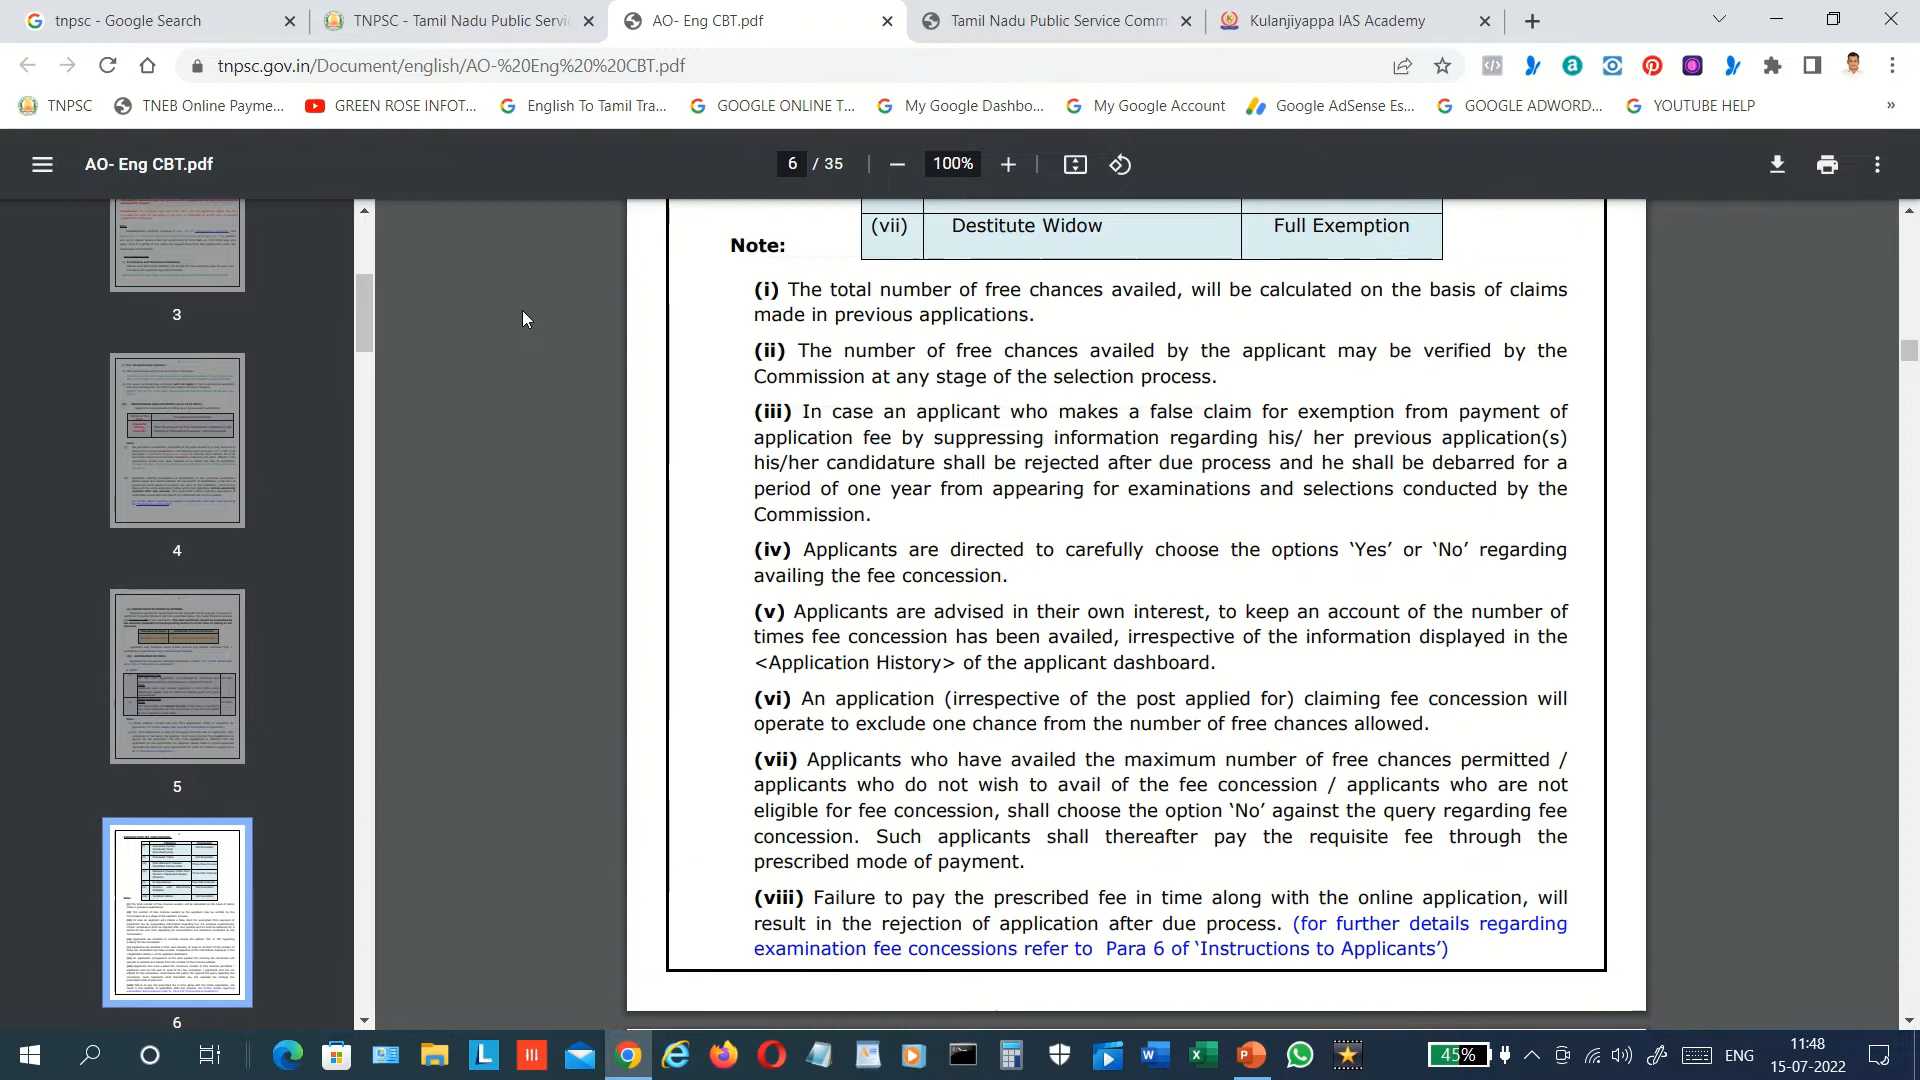 tnpsc - Google Search
TNPSC - Tamil Nadu Public Servic
AO- Eng CBT.pdf
Tamil Nadu Public Service Comm
Kulanjiyappa IAS Academy
tnpsc.gov.in/Document/english/AO-%20Eng%20%20CBT.pdf
TNPSC
TNEB Online Payme...
GREEN ROSE INFOT...
English To Tamil Tra...
GOOGLE ONLINE T...
My Google Dashbo...
My Google Account
Google AdSense Es...
GOOGLE ADWORD...
YOUTUBE HELP
»
AO- Eng CBT.pdf
6 / 35
100%
3
4
5
6
(vii) Destitute Widow Full Exemption
Note:
(i) The total number of free chances availed, will be calculated on the basis of claims
made in previous applications.
(ii) The number of free chances availed by the applicant may be verified by the
Commission at any stage of the selection process.
(iii) In case an applicant who makes a false claim for exemption from payment of
application fee by suppressing information regarding his/ her previous application(s)
his/her candidature shall be rejected after due process and he shall be debarred for a
period of one year from appearing for examinations and selections conducted by the
Commission.
(iv) Applicants are directed to carefully choose the options ‘Yes’ or ‘No’ regarding
availing the fee concession.
(v) Applicants are advised in their own interest, to keep an account of the number of
times fee concession has been availed, irrespective of the information displayed in the
<Application History> of the applicant dashboard.
(vi) An application (irrespective of the post applied for) claiming fee concession will
operate to exclude one chance from the number of free chances allowed.
(vii) Applicants who have availed the maximum number of free chances permitted /
applicants who do not wish to avail of the fee concession / applicants who are not
eligible for fee concession, shall choose the option ‘No’ against the query regarding fee
concession. Such applicants shall thereafter pay the requisite fee through the
prescribed mode of payment.
(viii) Failure to pay the prescribed fee in time along with the online application, will
result in the rejection of application after due process. (for further details regarding
examination fee concessions refer to Para 6 of ‘Instructions to Applicants’)
45%
ENG
11:48
15-07-2022